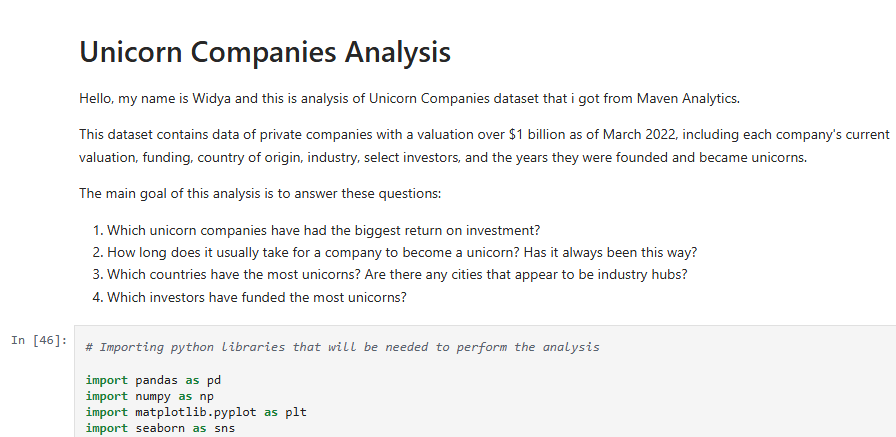 Unicorn Companies Analysis
Hello, my name is Widya and this is analysis of Unicorn Companies dataset that i got from Maven Analytics.
This dataset contains data of private companies with a valuation over $1 billion as of March 2022, including each company's current
valuation, funding, country of origin, industry, select investors, and the years they were founded and became unicorns.
The main goal of this analysis is to answer these questions:
1. Which unicorn companies have had the biggest return on investment?
2. How long does it usually take for a company to become a unicorn? Has it always been this way?
3. Which countries have the most unicorns? Are there any cities that appear to be industry hubs?
4. Which investors have funded the most unicorns?
In [46]:
# Importing python libraries that will be needed to perform the analysis
import pandas as pd
import numpy as np
import matplotlib.pyplot as plt
import seaborn as sns